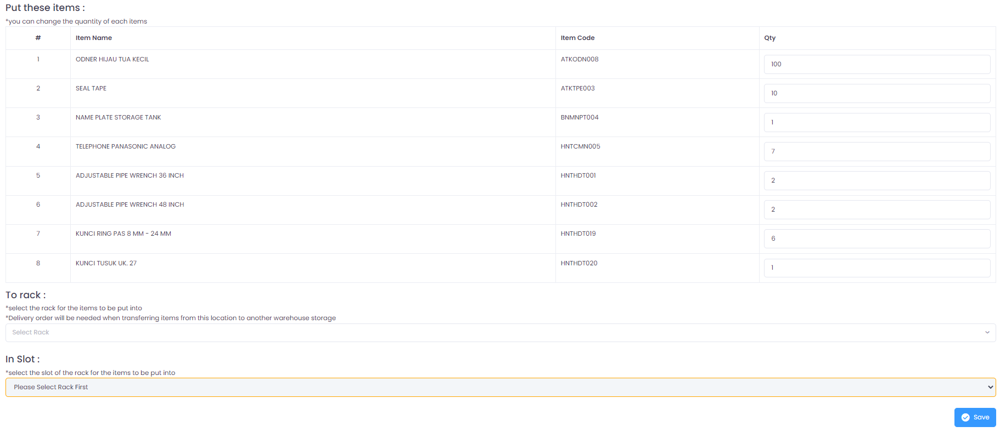 Put these items :
*you can change the quantity of each items
# Item Name Item Code Qty
1 ODNER HIJAU TUA KECIL ATKODN008 100
2 SEAL TAPE ATKTPE003 10
3 NAME PLATE STORAGE TANK BNMNPT004 1
4 TELEPHONE PANASONIC ANALOG HNTCMN005 7
5 ADJUSTABLE PIPE WRENCH 36 INCH HNTHDT001 2
6 ADJUSTABLE PIPE WRENCH 48 INCH HNTHDT002 2
7 KUNCI RING PAS 8 MM - 24 MM HNTHDT019 6
8 KUNCI TUSUK UK. 27 HNTHDT020 1
To rack :
*select the rack for the items to be put into
*Delivery order will be needed when transferring items from this location to another warehouse storage
Select Rack
In Slot :
*select the slot of the rack for the items to be put into
Please Select Rack First
Save